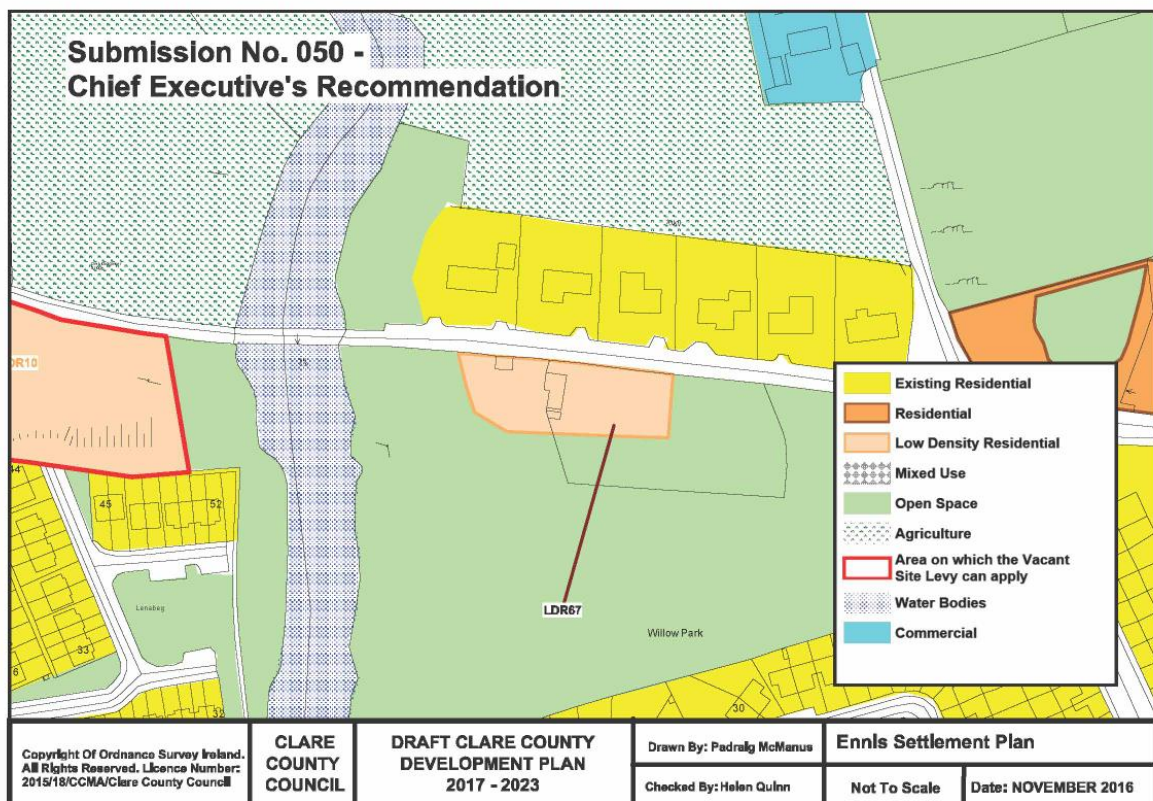 Submission No. 050 -
Chief Executive's Recommendation
DR10
45
52
44
33
32
6
Lanabeg
LDR67
Willow Park
30
Existing Residential
Residential
Low Density Residential
Mixed Use
Open Space
Agriculture
Area on which the Vacant
Site Levy can apply
Water Bodies
Commercial
Copyright Of Ordnance Survey Ireland.
All Rights Reserved. Licence Number:
2015/18/CCMA/Clare County Council
CLARE
COUNTY
COUNCIL
DRAFT CLARE COUNTY
DEVELOPMENT PLAN
2017 - 2023
Drawn By: Padraig McManus
Checked By: Helen Quinn
Ennis Settlement Plan
Not To Scale
Date: NOVEMBER 2016